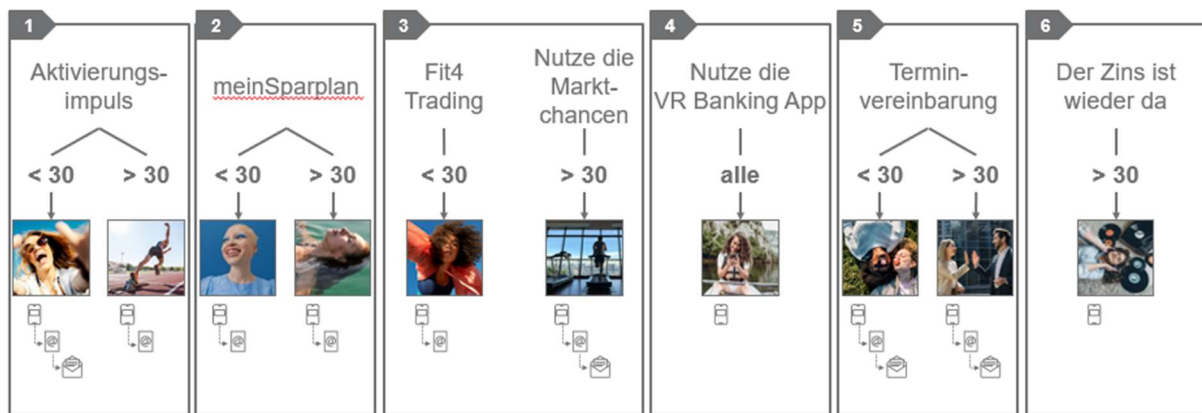 1
Aktivierungs-
impuls
< 30 > 30
2
meinSparplan
< 30 > 30
3
Fit4
Trading
< 30
Nutze die
Markt-
chancen
> 30
4
Nutze die
VR Banking App
alle
5
Termin-
vereinbarung
< 30 > 30
6
Der Zins ist
wieder da
> 30
@ @
@ @
@ @
@ @